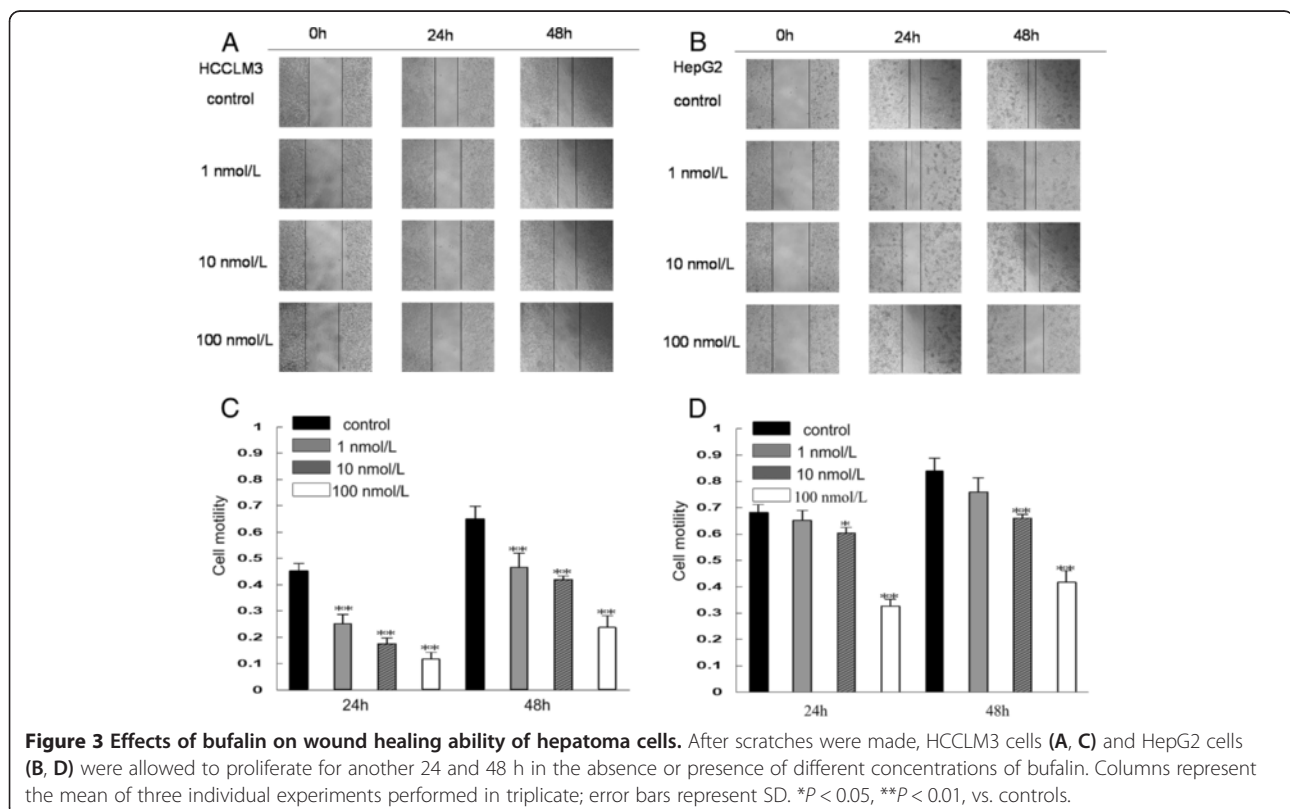 A
0h
24h
48h
HCCLM3
control
1 nmol/L
10 nmol/L
100 nmol/L
B
0h
24h
48h
HepG2
control
1 nmol/L
10 nmol/L
100 nmol/L
C
control
1 nmol/L
10 nmol/L
100 nmol/L
Cell motility
1
0.9
0.8
0.7
0.6
0.5
0.4
0.3
0.2
0.1
0
***
***
***
***
***
***
24h
48h
D
control
1 nmol/L
10 nmol/L
100 nmol/L
Cell motility
1
0.9
0.8
0.7
0.6
0.5
0.4
0.3
0.2
0.1
0
**
***
***
***
24h
48h
Figure 3 Effects of bufalin on wound healing ability of hepatoma cells. After scratches were made, HCCLM3 cells (A, C) and HepG2 cells
(B, D) were allowed to proliferate for another 24 and 48 h in the absence or presence of different concentrations of bufalin. Columns represent
the mean of three individual experiments performed in triplicate; error bars represent SD. *P < 0.05, **P < 0.01, vs. controls.